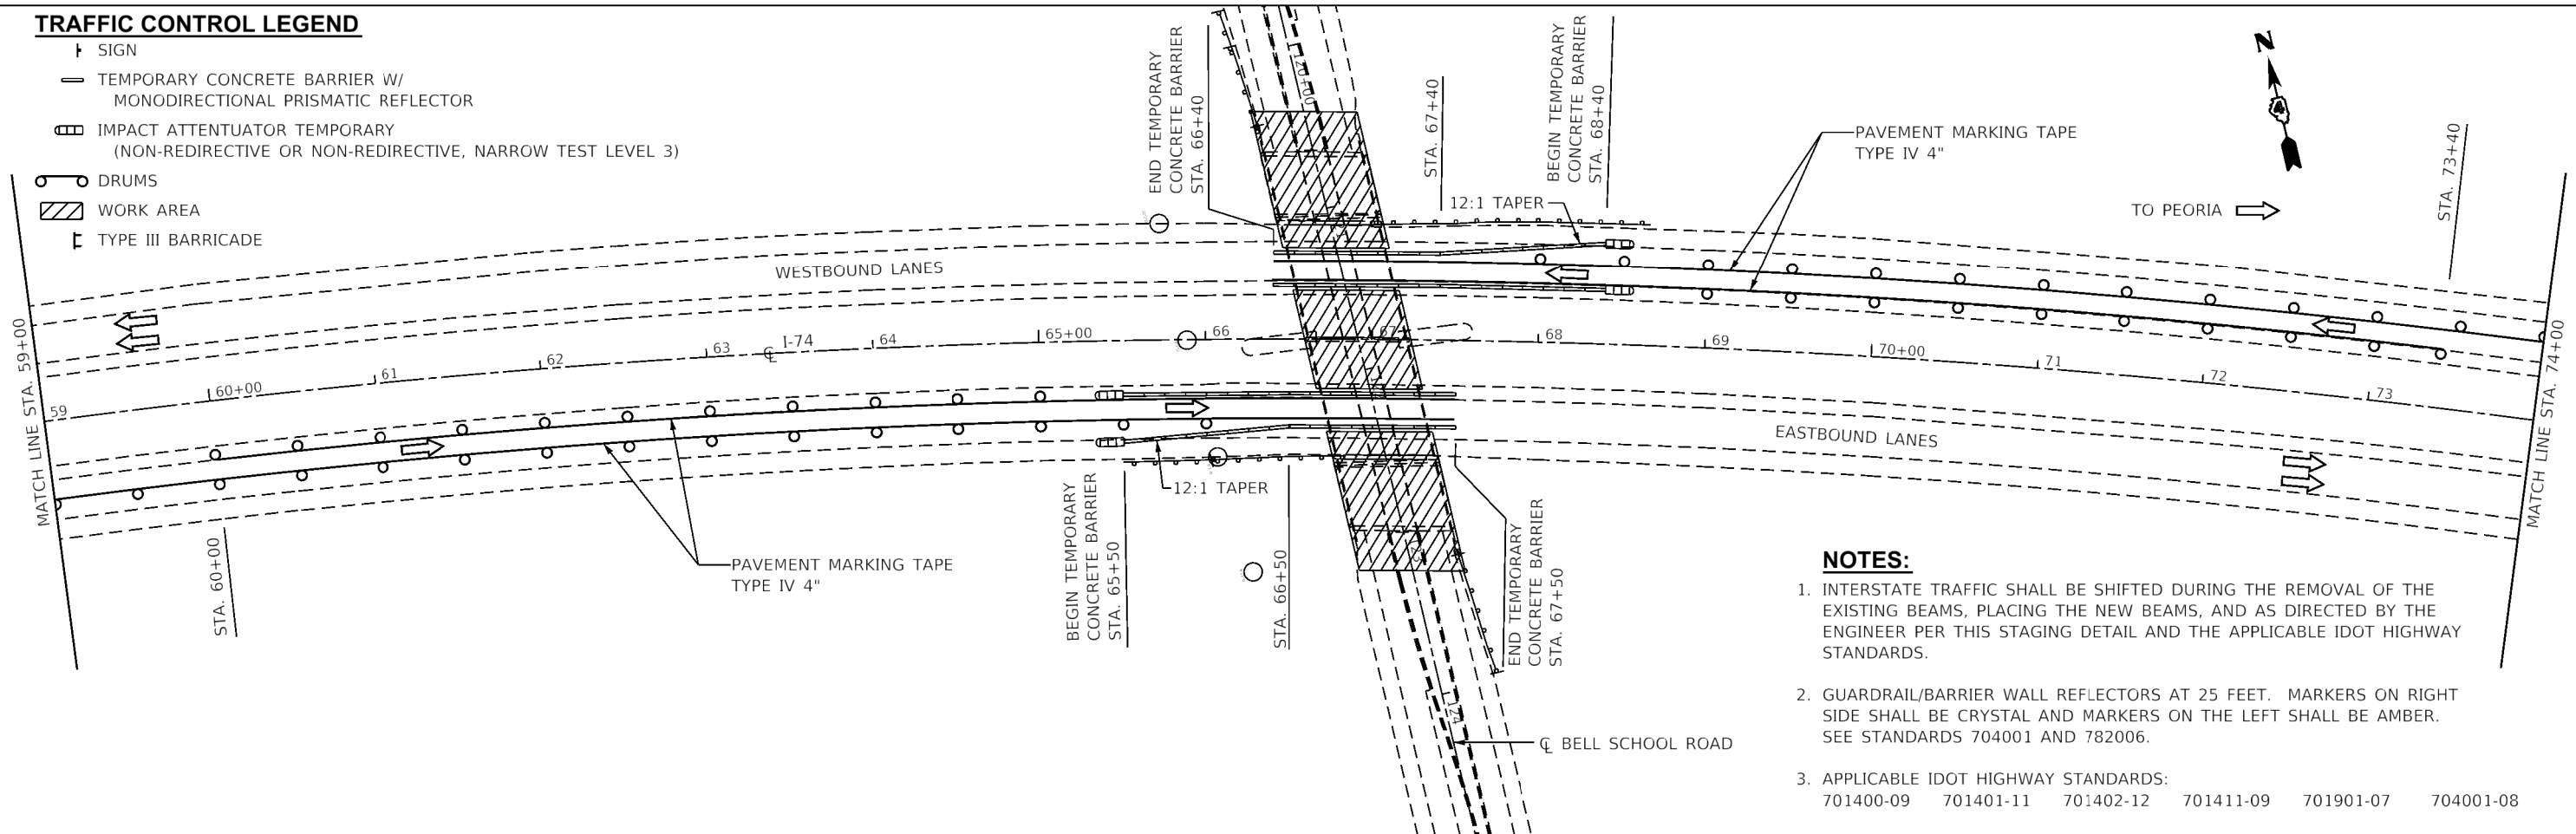 TRAFFIC CONTROL LEGEND
SIGN
TEMPORARY CONCRETE BARRIER W/
MONODIRECTIONAL PRISMATIC REFLECTOR
IMPACT ATTENTUATOR TEMPORARY
(NON-REDIRECTIVE OR NON-REDIRECTIVE, NARROW TEST LEVEL 3)
DRUMS
WORK AREA
TYPE III BARRICADE
END TEMPORARY
CONCRETE BARRIER
STA. 66+40
120+00
STA. 67+40
BEGIN TEMPORARY
CONCRETE BARRIER
STA. 68+40
12:1 TAPER
PAVEMENT MARKING TAPE
TYPE IV 4"
N
4
TO PEORIA
STA. 73+40
WESTBOUND LANES
MATCH LINE STA. 59+00
59
60+00
61
62
63
℄ I-74
64
65+00
66
67
68
69
70+00
71
72
73
MATCH LINE STA. 74+00
EASTBOUND LANES
12:1 TAPER
STA. 60+00
PAVEMENT MARKING TAPE
TYPE IV 4"
BEGIN TEMPORARY
CONCRETE BARRIER
STA. 65+50
STA. 66+50
END TEMPORARY
CONCRETE BARRIER
STA. 67+50
123
124
℄ BELL SCHOOL ROAD
NOTES:
1. INTERSTATE TRAFFIC SHALL BE SHIFTED DURING THE REMOVAL OF THE
EXISTING BEAMS, PLACING THE NEW BEAMS, AND AS DIRECTED BY THE
ENGINEER PER THIS STAGING DETAIL AND THE APPLICABLE IDOT HIGHWAY
STANDARDS.
2. GUARDRAIL/BARRIER WALL REFLECTORS AT 25 FEET. MARKERS ON RIGHT
SIDE SHALL BE CRYSTAL AND MARKERS ON THE LEFT SHALL BE AMBER.
SEE STANDARDS 704001 AND 782006.
3. APPLICABLE IDOT HIGHWAY STANDARDS:
701400-09 701401-11 701402-12 701411-09 701901-07 704001-08